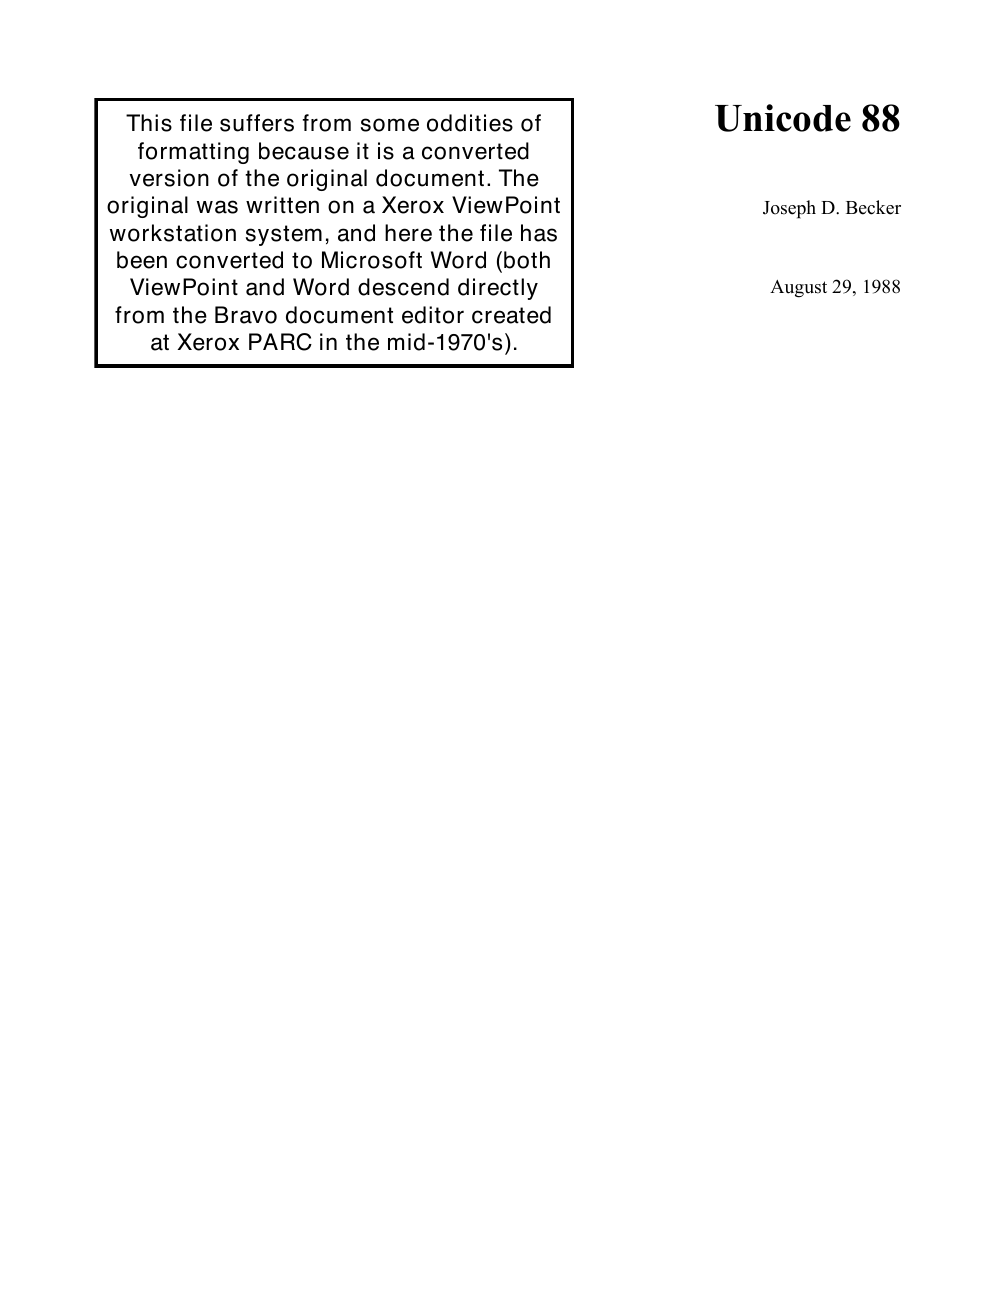 This file suffers from some oddities of
formatting because it is a converted
version of the original document. The
original was written on a Xerox ViewPoint
workstation system, and here the file has
been converted to Microsoft Word (both
ViewPoint and Word descend directly
from the Bravo document editor created
at Xerox PARC in the mid-1970's).
Unicode 88
Joseph D. Becker
August 29, 1988